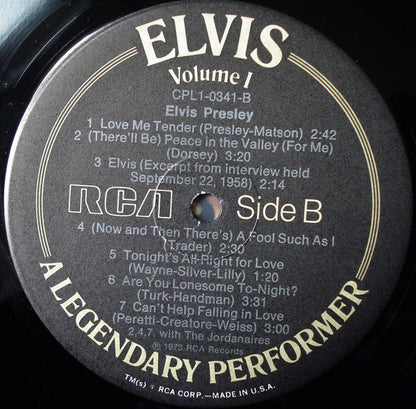 ELVIS
Volume I
CPL1-0341-B
Elvis Presley
1 Love Me Tender (Presley-Matson) 2:42
2 (There'll Be) Peace in the Valley (For Me)
(Dorsey) 3:20
3 Elvis (Excerpt from interview held
September 22, 1958) 2:14
RCA Side B
4 (Now and Then There's) A Fool Such As I
(Trader) 2:30
5 Tonight's All Right for Love
(Wayne-Silver-Lilly) 1:20
6 Are You Lonesome To-Night?
(Turk-Handman) 3:31
7 Can't Help Falling in Love
(Peretti-Creatore-Weiss) 3:00
2,4,7. with The Jordanaires
℗ 1973 RCA Records
A LEGENDARY PERFORMER
TM(s) ® RCA CORP.—MADE IN U.S.A.